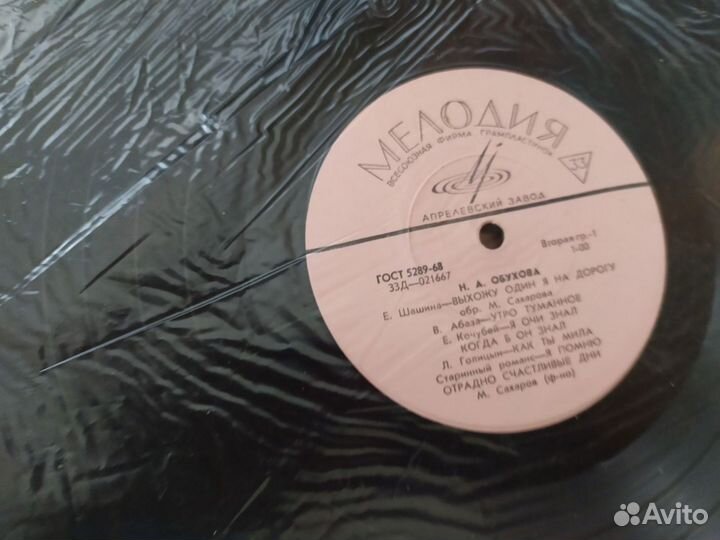 МЕЛОДИЯ
ВСЕСОЮЗНАЯ ФИРМА ГРАМПЛАСТИНОК
33
АПРЕЛЕВСКИЙ ЗАВОД
ГОСТ 5289-68
33Д—021667
Вторая гр.-1
1-00
Н. А. ОБУХОВА
Е. Шашина—ВЫХОЖУ ОДИН Я НА ДОРОГУ
обр. М. Сахарова
В. Абаза—УТРО ТУМАННОЕ
Е. Кочубей—Я ОЧИ ЗНАЛ
КОГДА Б ОН ЗНАЛ
Л. Голицын—КАК ТЫ МИЛА
Старинный романс—Я ПОМНЮ
ОТРАДНО СЧАСТЛИВЫЕ ДНИ
М. Сахаров (ф-но)
Avito